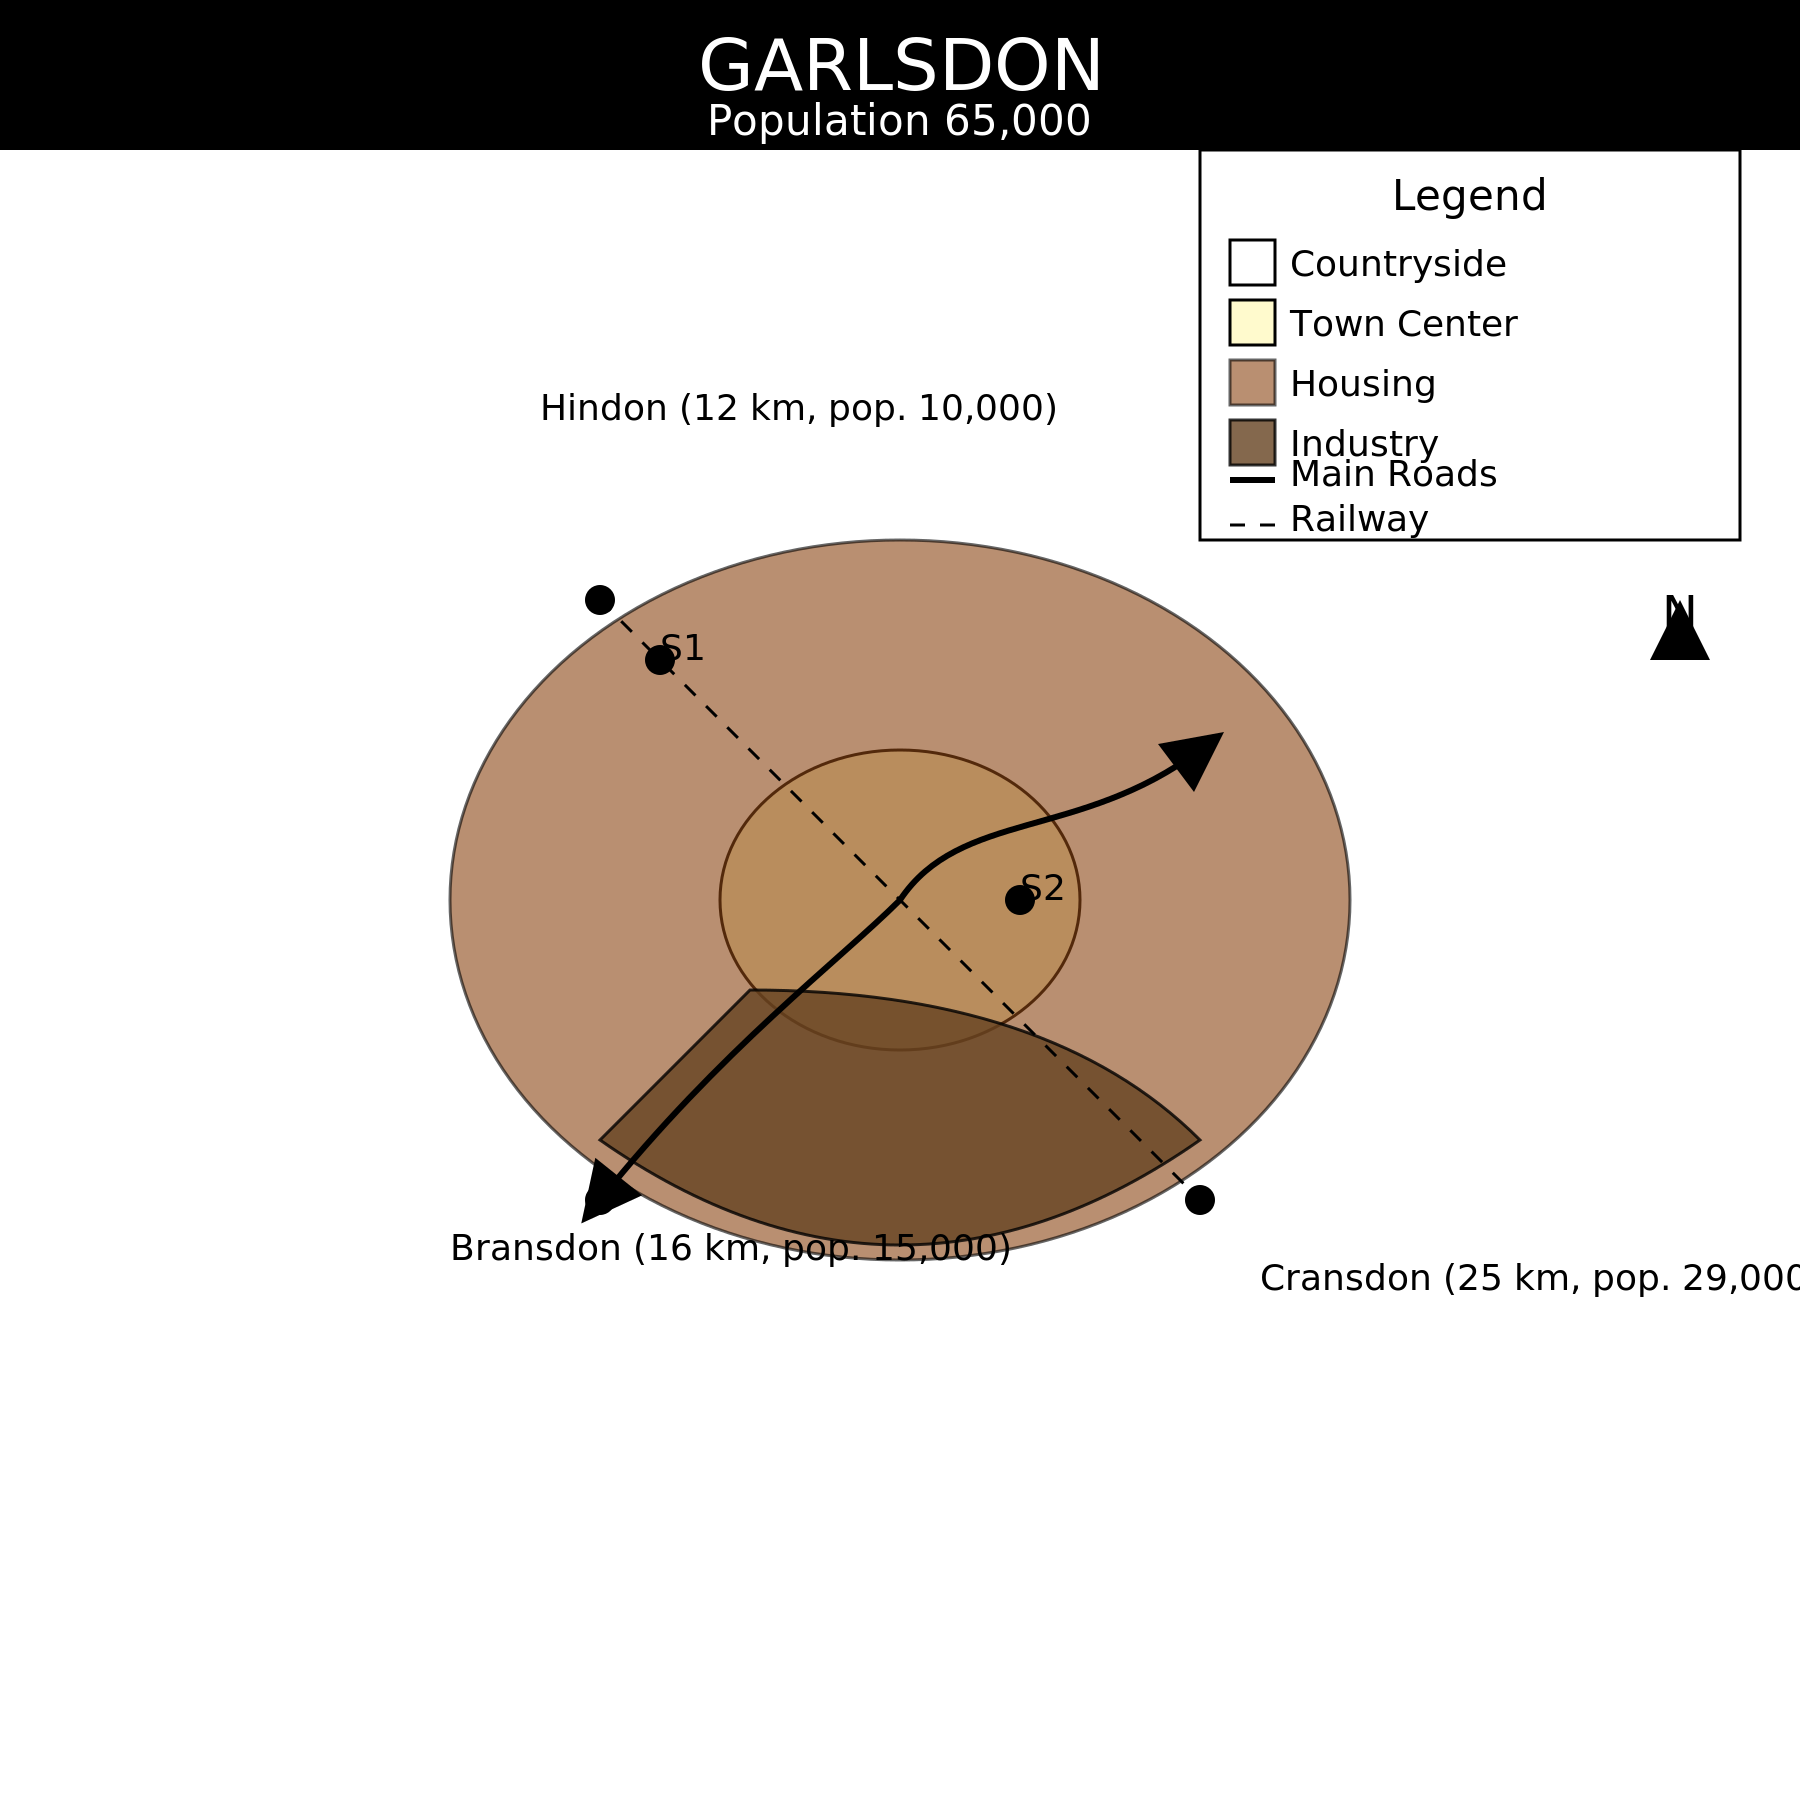 GARLSDON
Population 65,000
Legend
Countryside
Town Center
Housing
Industry
Main Roads
Railway
Hindon (12 km, pop. 10,000)
N
S1
S2
Bransdon (16 km, pop. 15,000)
Cransdon (25 km, pop. 29,000